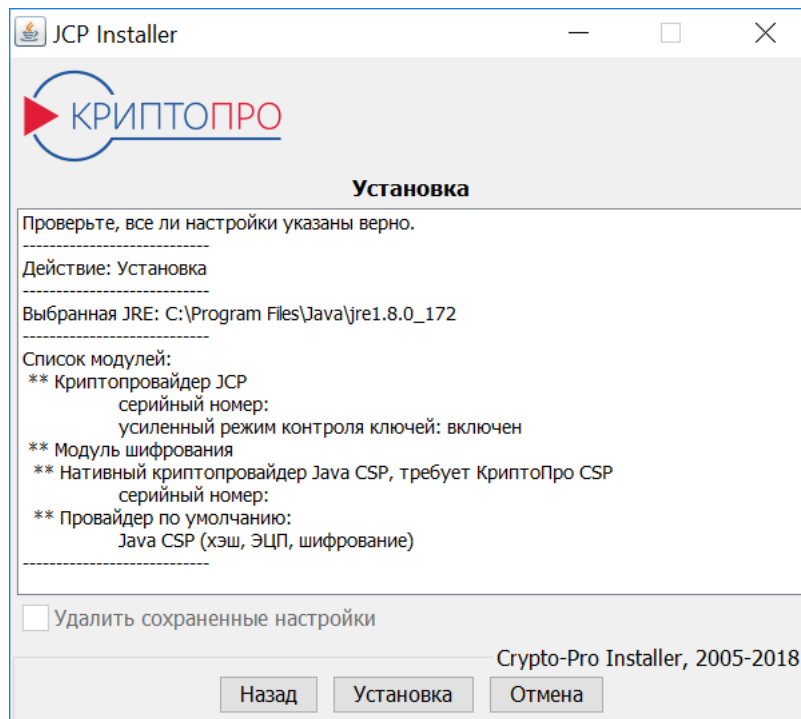 JCP Installer
КРИПТОПРО
Установка
Проверьте, все ли настройки указаны верно.
----------------------------
Действие: Установка
----------------------------
Выбранная JRE: C:\Program Files\Java\jre1.8.0_172
----------------------------
Список модулей:
** Криптопровайдер JCP
серийный номер:
усиленный режим контроля ключей: включен
** Модуль шифрования
** Нативный криптопровайдер Java CSP, требует КриптоПро CSP
серийный номер:
** Провайдер по умолчанию:
Java CSP (хэш, ЭЦП, шифрование)
----------------------------
Удалить сохраненные настройки
Crypto-Pro Installer, 2005-2018
Назад Установка Отмена